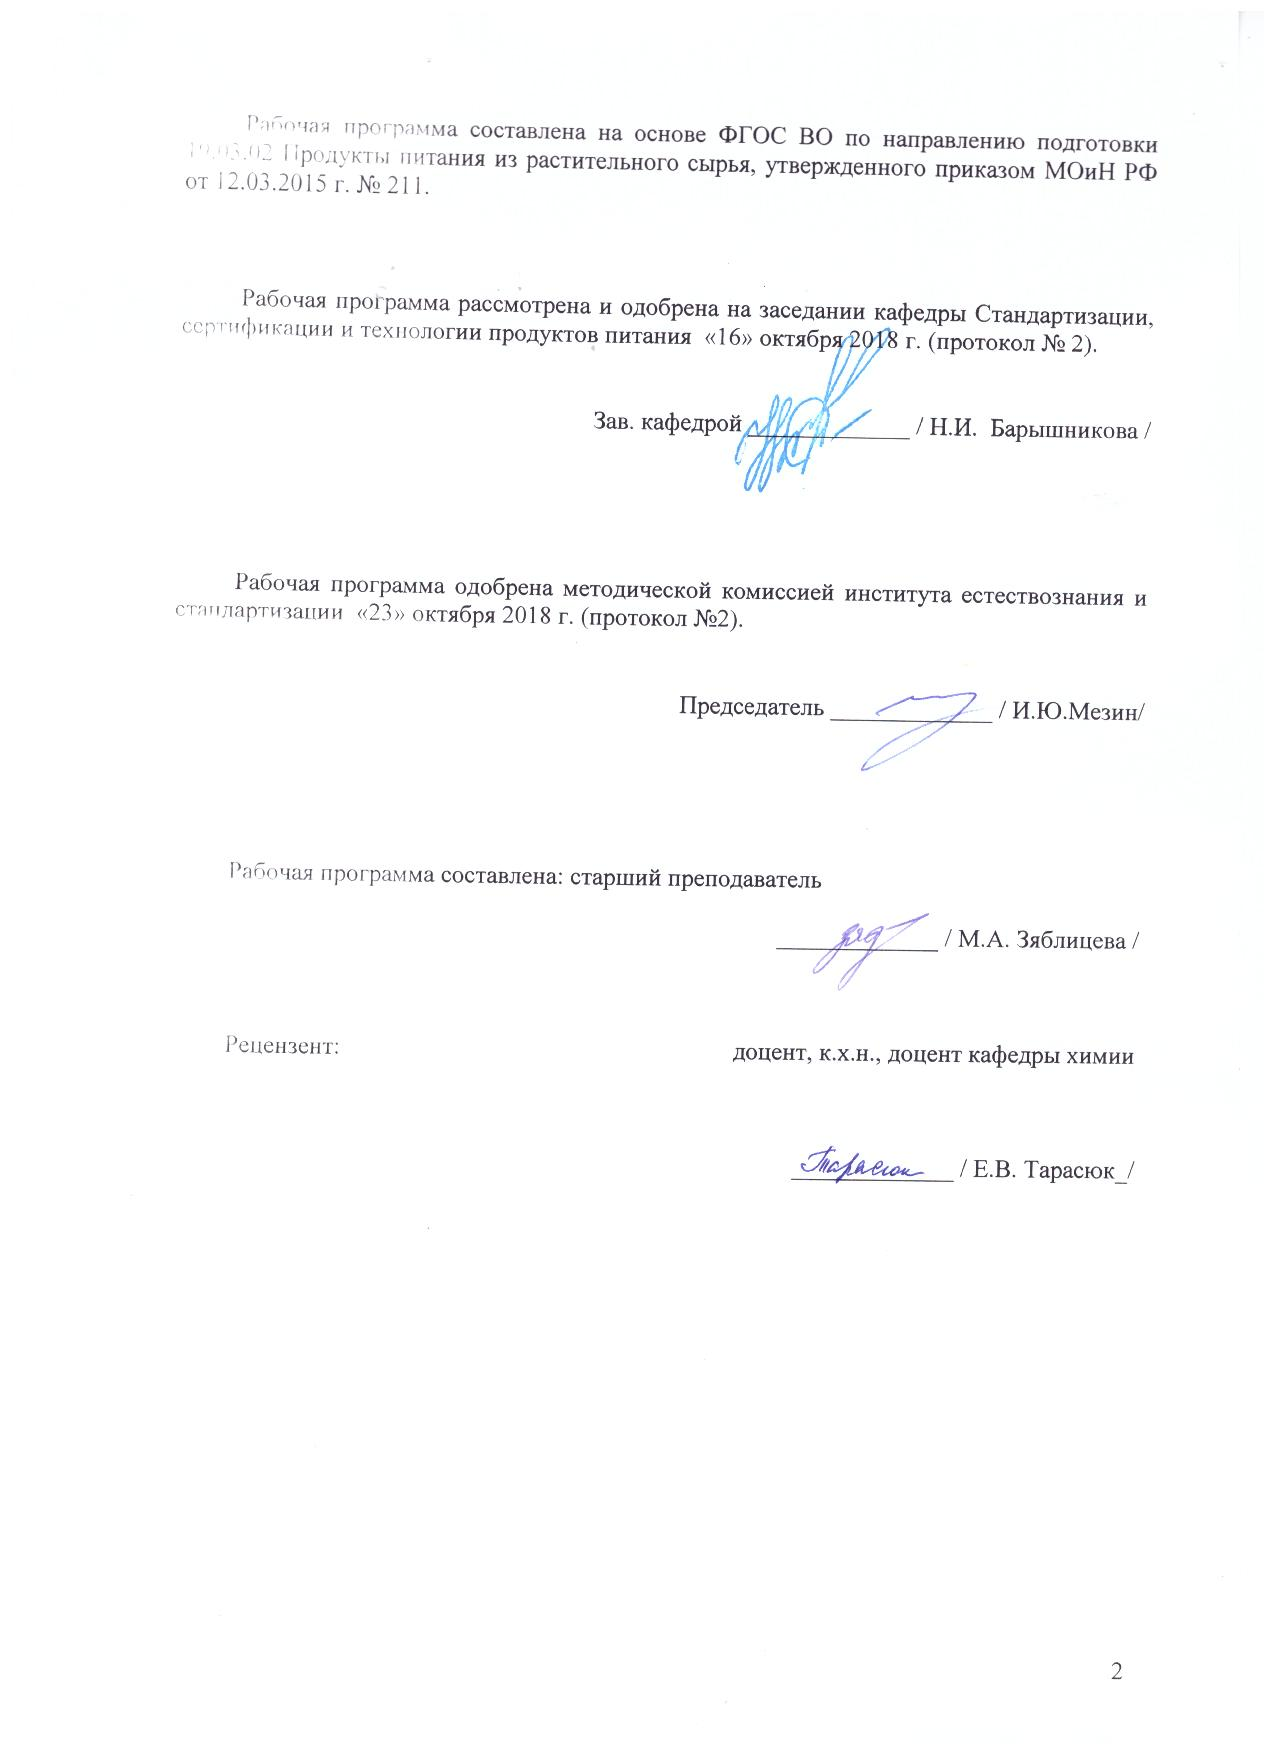 Рабочая программа составлена на основе ФГОС ВО по направлению подготовки
19.03.02 Продукты питания из растительного сырья, утвержденного приказом МОиН РФ
от 12.03.2015 г. № 211.
Рабочая программа рассмотрена и одобрена на заседании кафедры Стандартизации,
сертификации и технологии продуктов питания «16» октября 2018 г. (протокол № 2).
Зав. кафедрой _____________ / Н.И. Барышникова /
Рабочая программа одобрена методической комиссией института естествознания и
стандартизации «23» октября 2018 г. (протокол №2).
Председатель _____________ / И.Ю.Мезин/
Рабочая программа составлена: старший преподаватель
_____________ / М.А. Зяблицева /
Рецензент: доцент, к.х.н., доцент кафедры химии
Тарасюк / Е.В. Тарасюк_/
2